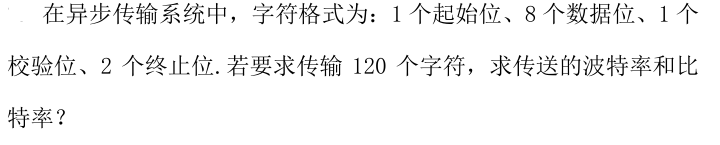 在异步传输系统中，字符格式为：1 个起始位、8 个数据位、1 个
校验位、2 个终止位.若要求传输 120 个字符，求传送的波特率和比
特率？